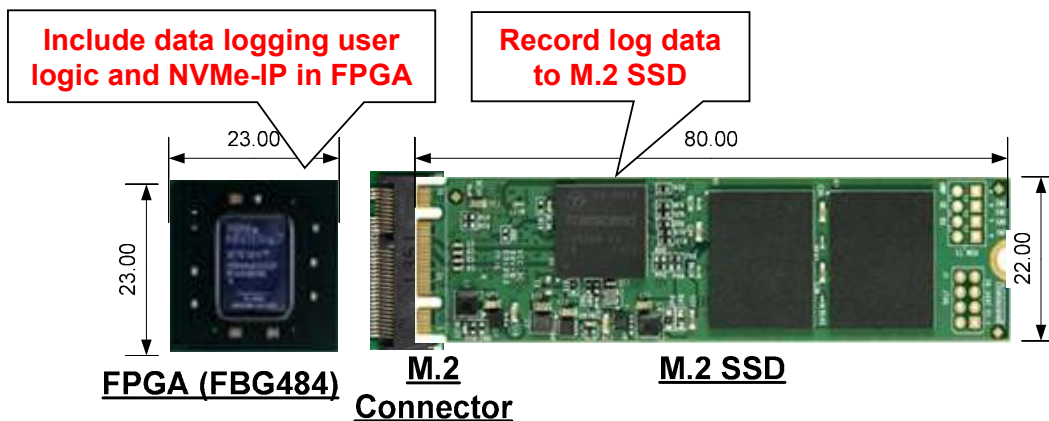 Include data logging user
logic and NVMe-IP in FPGA
Record log data
to M.2 SSD
23.00
80.00
23.00
22.00
FPGA (FBG484)
M.2
Connector
M.2 SSD